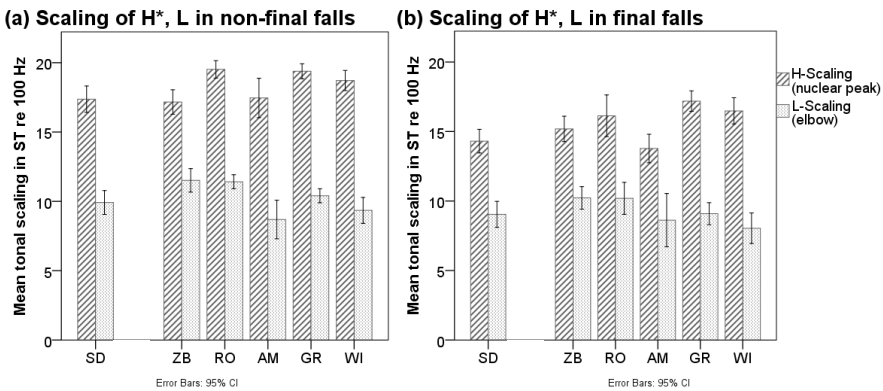 (a) Scaling of H*, L in non-final falls
Mean tonal scaling in ST re 100 Hz
20
15
10
5
0
SD ZB RO AM GR WI
Error Bars: 95% CI
(b) Scaling of H*, L in final falls
Mean tonal scaling in ST re 100 Hz
20
15
10
5
0
SD ZB RO AM GR WI
Error Bars: 95% CI
H-Scaling
(nuclear peak)
L-Scaling
(elbow)